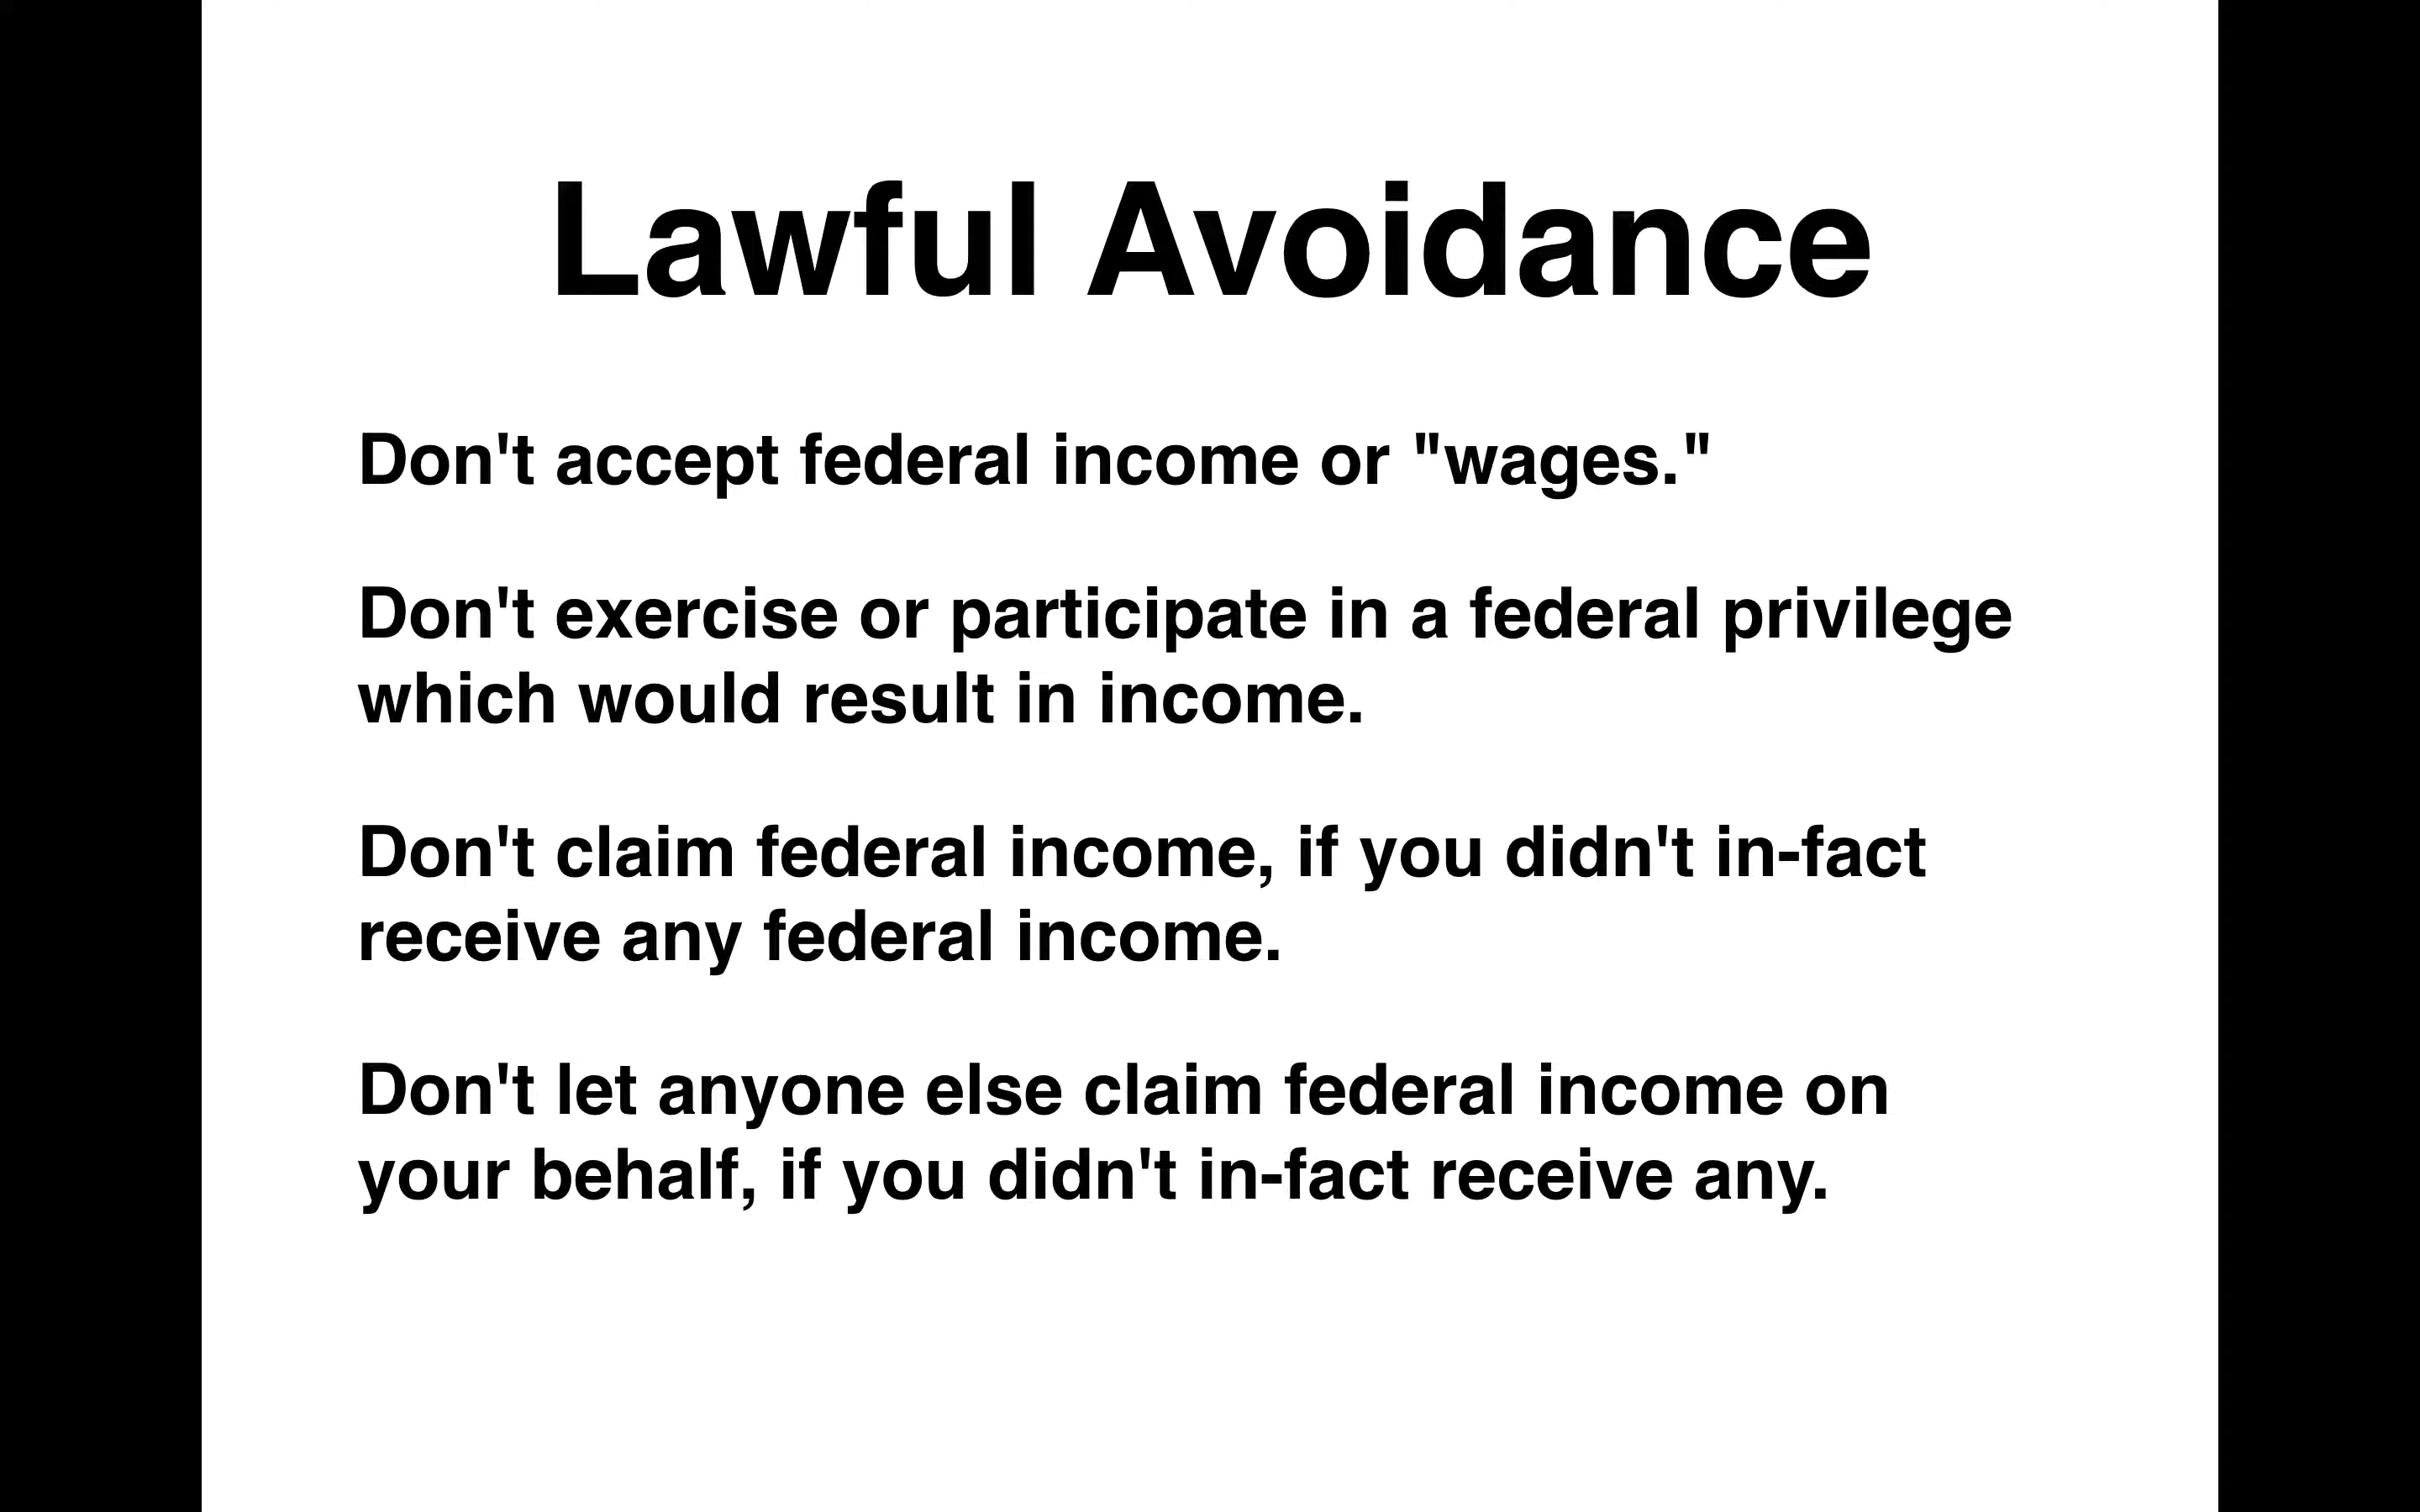 Lawful Avoidance
Don't accept federal income or "wages."
Don't exercise or participate in a federal privilege
which would result in income.
Don't claim federal income, if you didn't in-fact
receive any federal income.
Don't let anyone else claim federal income on
your behalf, if you didn't in-fact receive any.